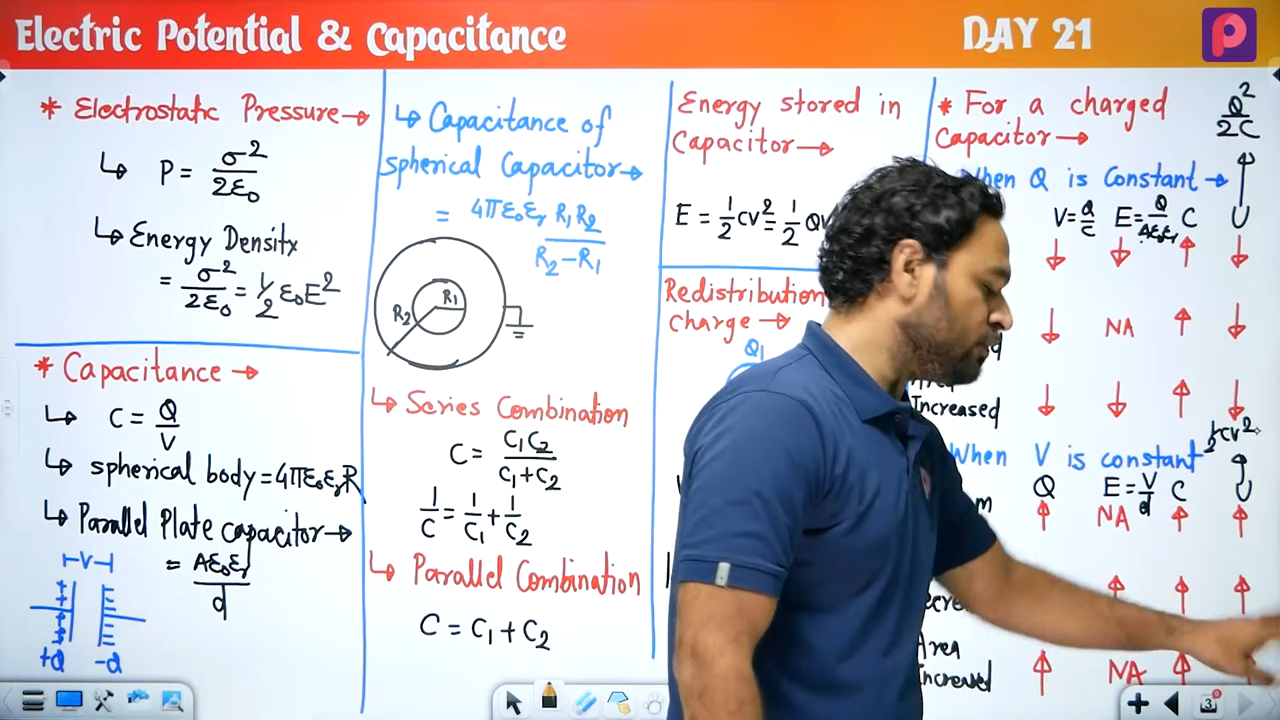 Electric Potential & Capacitance
DAY 21
* Electrostatic Pressure →
↳ P = σ²/2ε₀
↳ Energy Density
= σ²/2ε₀ = 1/2 ε₀E²
* Capacitance →
↳ C = Q/V
↳ spherical body = 4πε₀εᵣR
↳ Parallel Plate capacitor →
= Aε₀εᵣ/d
V
+Q -Q
↳ Capacitance of
spherical Capacitor →
= 4πε₀εᵣ R₁R₂/R₂-R₁
R₁
R₂
↳ Series Combination
C = C₁C₂/C₁+C₂
1/C = 1/C₁ + 1/C₂
↳ Parallel Combination
C = C₁ + C₂
Energy stored in
Capacitor →
E = 1/2 CV² = 1/2 QV
Redistribution
charge →
Q₁
* For a charged
Capacitor →
Q²/2C
When Q is Constant →
V=Q/C E=Q/Aε₀εᵣ C U
↓ ↓ ↑ ↓
↓ NA ↑ ↓
Increased ↓ ↓ ↑ ↓
1/2 CV²
When V is constant
Q E=V/d C U
↑ NA ↑ ↑
↑ ↑ ↑
Area
Increased ↑ NA ↑
3